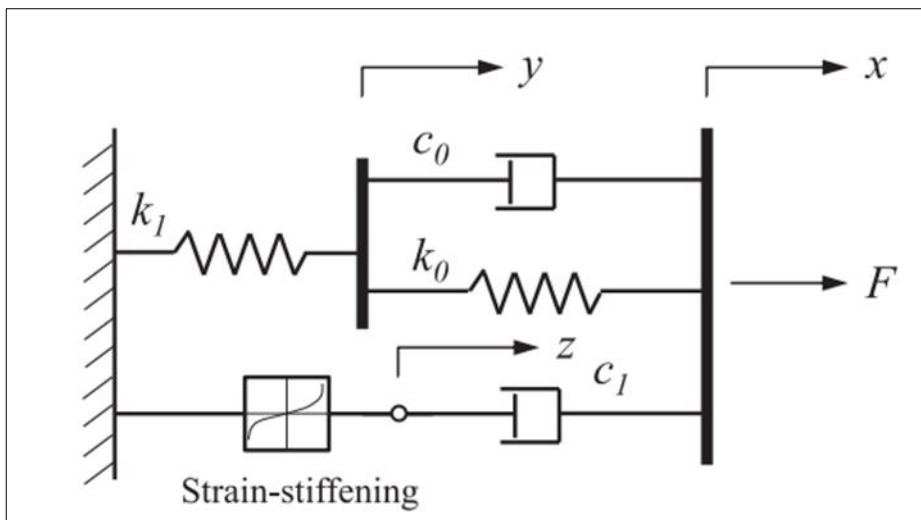 y
x
c₀
k₁
k₀
F
z
c₁
Strain-stiffening